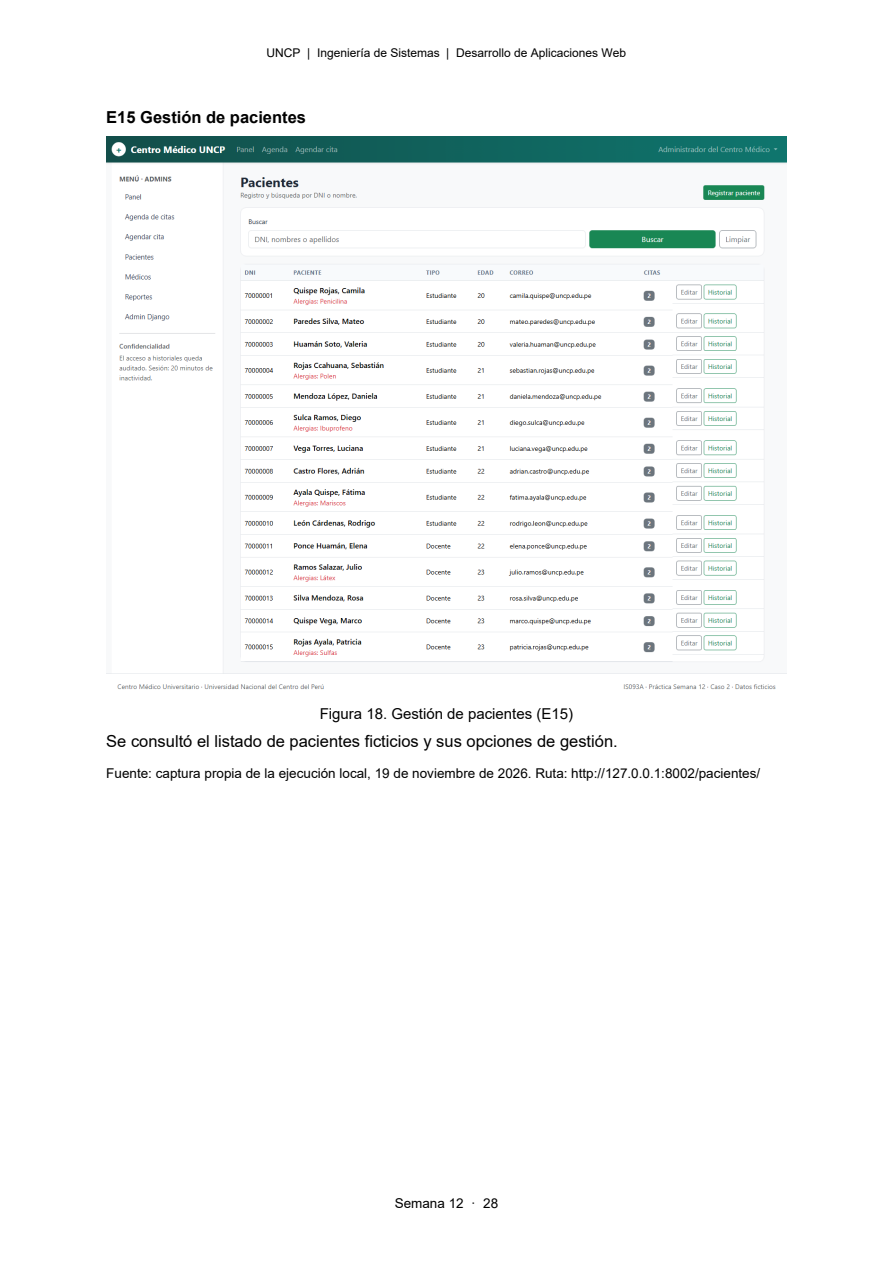 UNCP | Ingeniería de Sistemas | Desarrollo de Aplicaciones Web
E15 Gestión de pacientes
+ Centro Médico UNCP Panel Agenda Agendar cita Administrador del Centro Médico
MENÚ · ADMINS
Panel
Agenda de citas
Agendar cita
Pacientes
Médicos
Reportes
Admin Django
Confidencialidad
El acceso a historiales queda
auditado. Sesión: 20 minutos de
inactividad.
Pacientes
Registro y búsqueda por DNI o nombre.
Registrar paciente
Buscar
DNI, nombres o apellidos Buscar Limpiar
DNI PACIENTE TIPO EDAD CORREO CITAS
70000001 Quispe Rojas, Camila Estudiante 20 camila.quispe@uncp.edu.pe 2 Editar Historial
Alergias: Penicilina
70000002 Paredes Silva, Mateo Estudiante 20 mateo.paredes@uncp.edu.pe 2 Editar Historial
70000003 Huamán Soto, Valeria Estudiante 20 valeria.huaman@uncp.edu.pe 2 Editar Historial
70000004 Rojas Ccahuana, Sebastián Estudiante 21 sebastian.rojas@uncp.edu.pe 2 Editar Historial
Alergias: Polen
70000005 Mendoza López, Daniela Estudiante 21 daniela.mendoza@uncp.edu.pe 2 Editar Historial
70000006 Sulca Ramos, Diego Estudiante 21 diego.sulca@uncp.edu.pe 2 Editar Historial
Alergias: Ibuprofeno
70000007 Vega Torres, Luciana Estudiante 21 luciana.vega@uncp.edu.pe 2 Editar Historial
70000008 Castro Flores, Adrián Estudiante 22 adrian.castro@uncp.edu.pe 2 Editar Historial
70000009 Ayala Quispe, Fátima Estudiante 22 fatima.ayala@uncp.edu.pe 2 Editar Historial
Alergias: Mariscos
70000010 León Cárdenas, Rodrigo Estudiante 22 rodrigo.leon@uncp.edu.pe 2 Editar Historial
70000011 Ponce Huamán, Elena Docente 22 elena.ponce@uncp.edu.pe 2 Editar Historial
70000012 Ramos Salazar, Julio Docente 23 julio.ramos@uncp.edu.pe 2 Editar Historial
Alergias: Látex
70000013 Silva Mendoza, Rosa Docente 23 rosa.silva@uncp.edu.pe 2 Editar Historial
70000014 Quispe Vega, Marco Docente 23 marco.quispe@uncp.edu.pe 2 Editar Historial
70000015 Rojas Ayala, Patricia Docente 23 patricia.rojas@uncp.edu.pe 2 Editar Historial
Alergias: Sulfas
Centro Médico Universitario · Universidad Nacional del Centro del Perú IS093A · Práctica Semana 12 · Caso 2 · Datos ficticios
Figura 18. Gestión de pacientes (E15)
Se consultó el listado de pacientes ficticios y sus opciones de gestión.
Fuente: captura propia de la ejecución local, 19 de noviembre de 2026. Ruta: http://127.0.0.1:8002/pacientes/
Semana 12 · 28